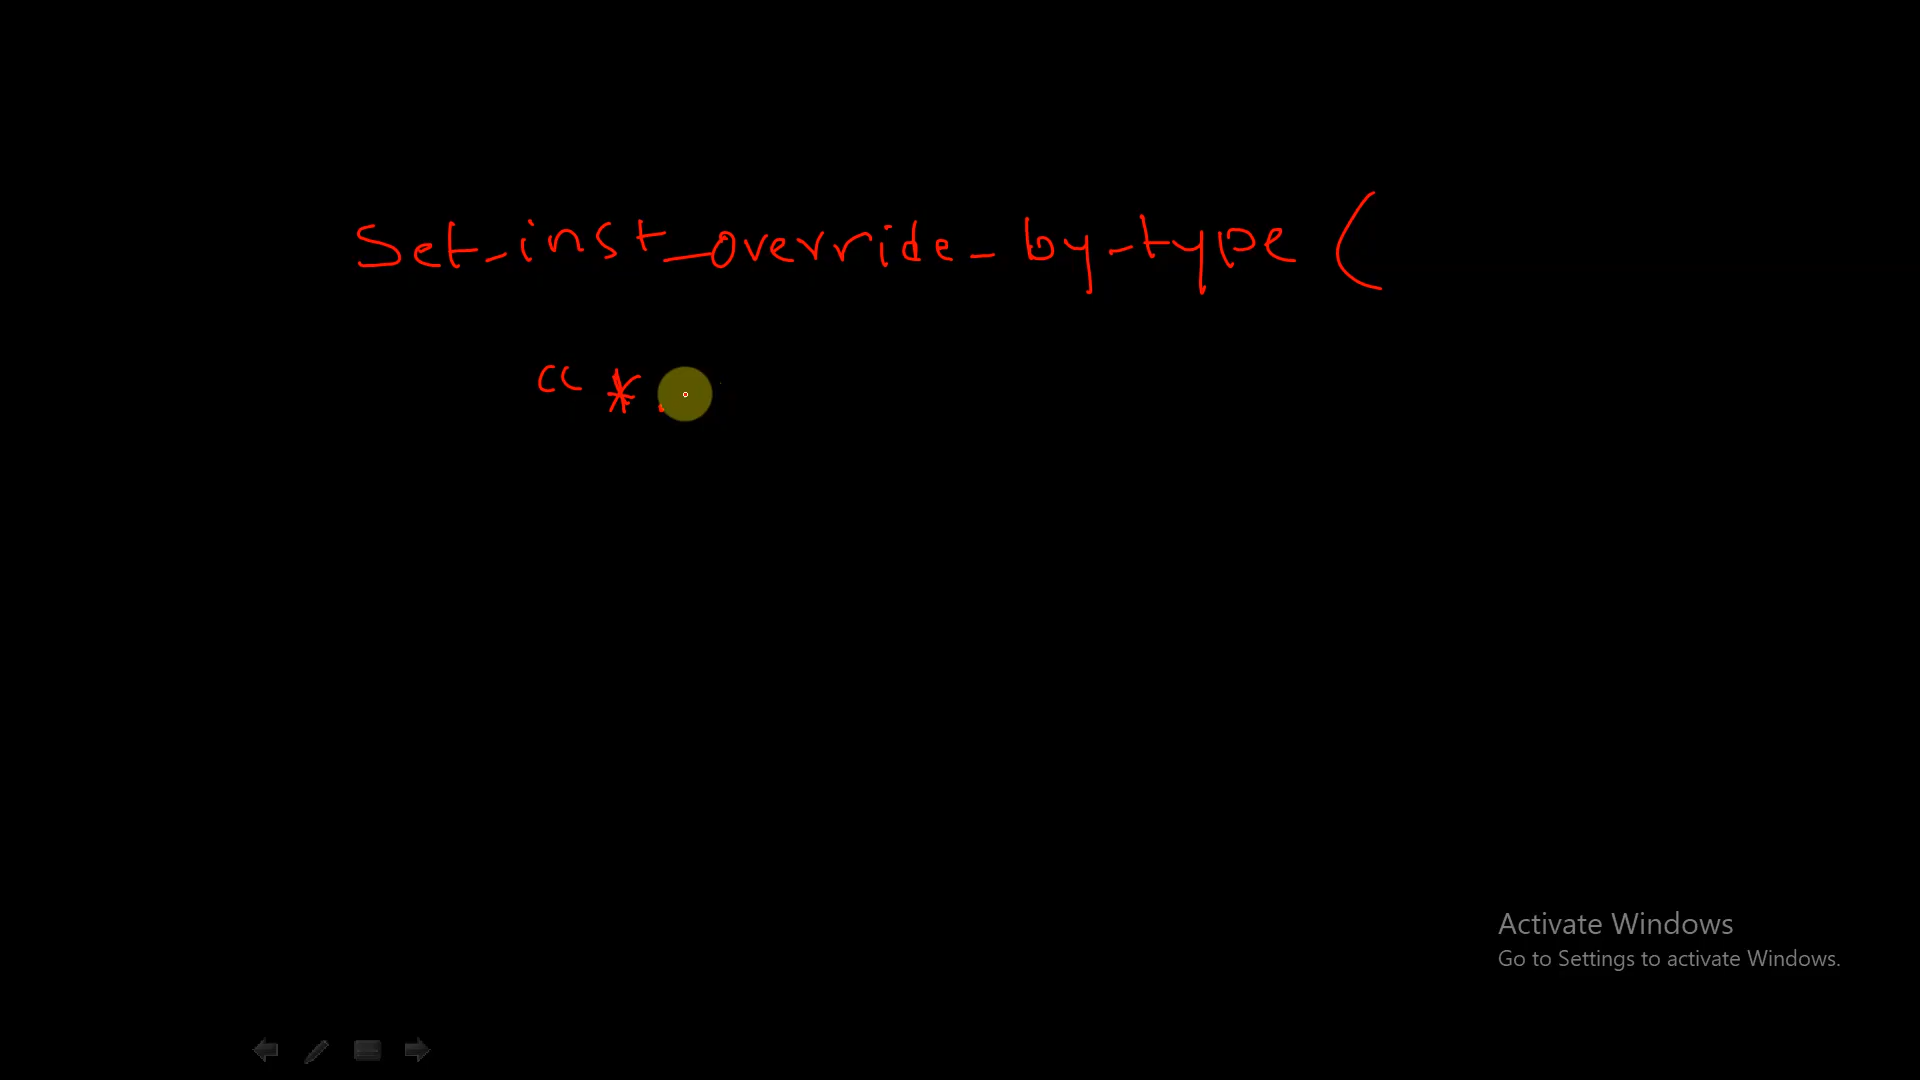 Set_inst_override_by_type (
“*.
Activate Windows
Go to Settings to activate Windows.